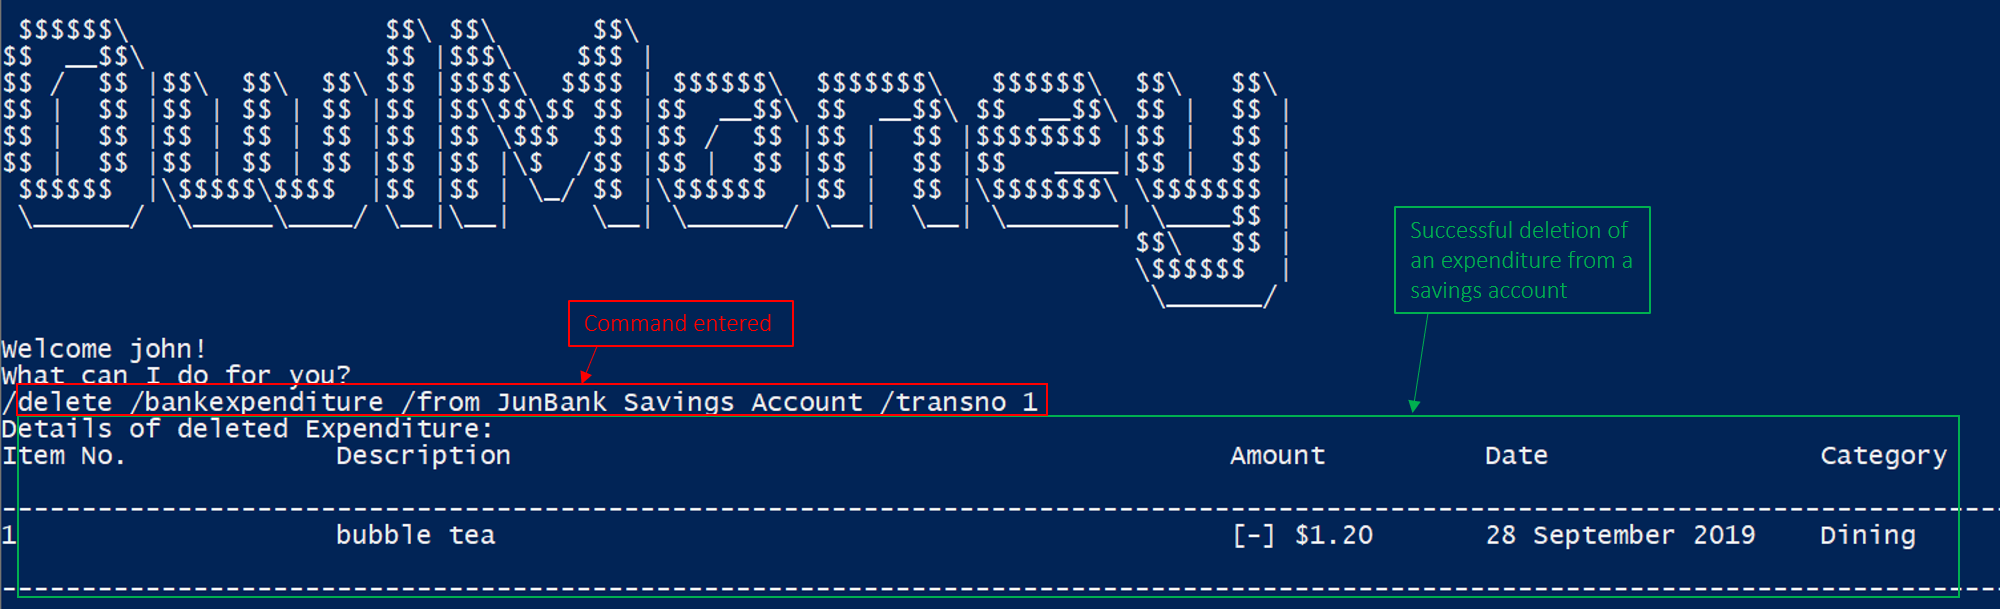 OwlMoney
Successful deletion of
an expenditure from a
savings account
Command entered
Welcome john!
What can I do for you?
/delete /bankexpenditure /from JunBank Savings Account /transno 1
Details of deleted Expenditure:
Item No. Description Amount Date Category
1 bubble tea [-] $1.20 28 September 2019 Dining